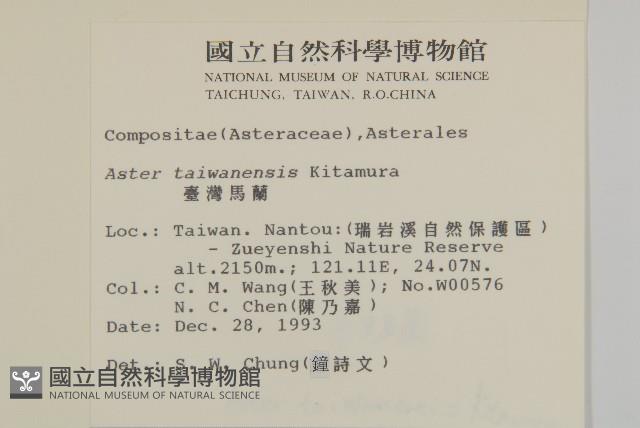 國立自然科學博物館
NATIONAL MUSEUM OF NATURAL SCIENCE
TAICHUNG, TAIWAN, R.O.CHINA
Compositae(Asteraceae),Asterales
Aster taiwanensis Kitamura
臺灣馬蘭
Loc.: Taiwan. Nantou:(瑞岩溪自然保護區)
- Zueyenshi Nature Reserve
alt.2150m.; 121.11E, 24.07N.
Col.: C. M. Wang(王秋美); No.W00576
N. C. Chen(陳乃嘉)
Date: Dec. 28, 1993
Det.: S. W. Chung(鐘詩文)
國立自然科學博物館
NATIONAL MUSEUM OF NATURAL SCIENCE